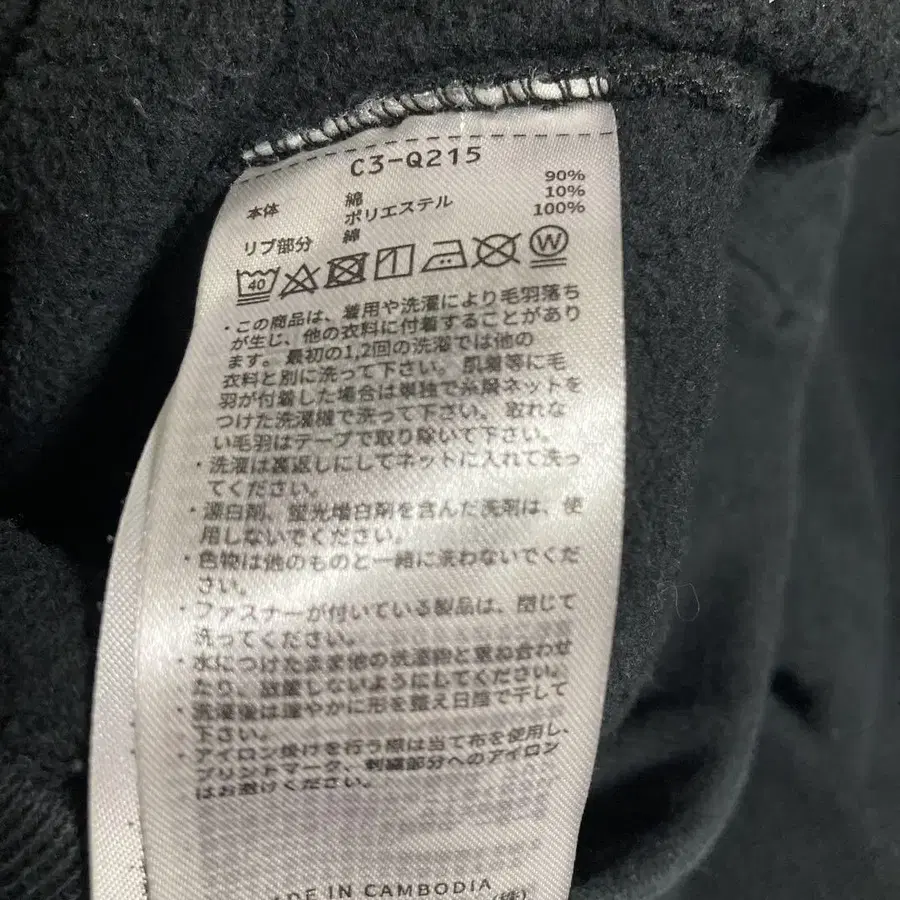 C3-Q215
本体 綿 90%
ポリエステル 10%
リブ部分 綿 100%
40 W
・この商品は、着用や洗濯により毛羽落ち
が生じ、他の衣料に付着することがあり
ます。最初の1,2回の洗濯では他の
衣料と別に洗って下さい。肌着等に毛
羽が付着した場合は単独で糸屑ネットを
つけた洗濯機で洗って下さい。取れな
い毛羽はテープで取り除いて下さい。
・洗濯は裏返しにしてネットに入れて洗っ
てください。
・漂白剤、蛍光増白剤を含んだ洗剤は、使
用しないでください。
・色物は他のものと一緒に洗わないでくだ
さい。
・ファスナーが付いている製品は、閉じて
洗ってください。
・水につけたまま他の洗濯物と重ね合わせ
たり、放置しないようにしてください。
・洗濯後は速やかに形を整え日陰で干して
下さい。
・アイロン掛けを行う際は当て布を使用し、
プリントマーク、刺繍部分へのアイロン
はお避けください。
IN CAMBODIA
(株)